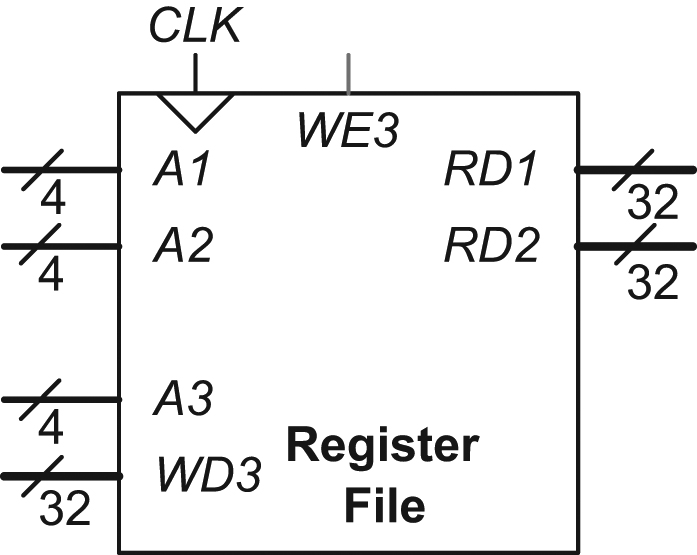 CLK
WE3
A1
4
RD1
32
A2
4
RD2
32
A3
4
WD3
32
Register
File